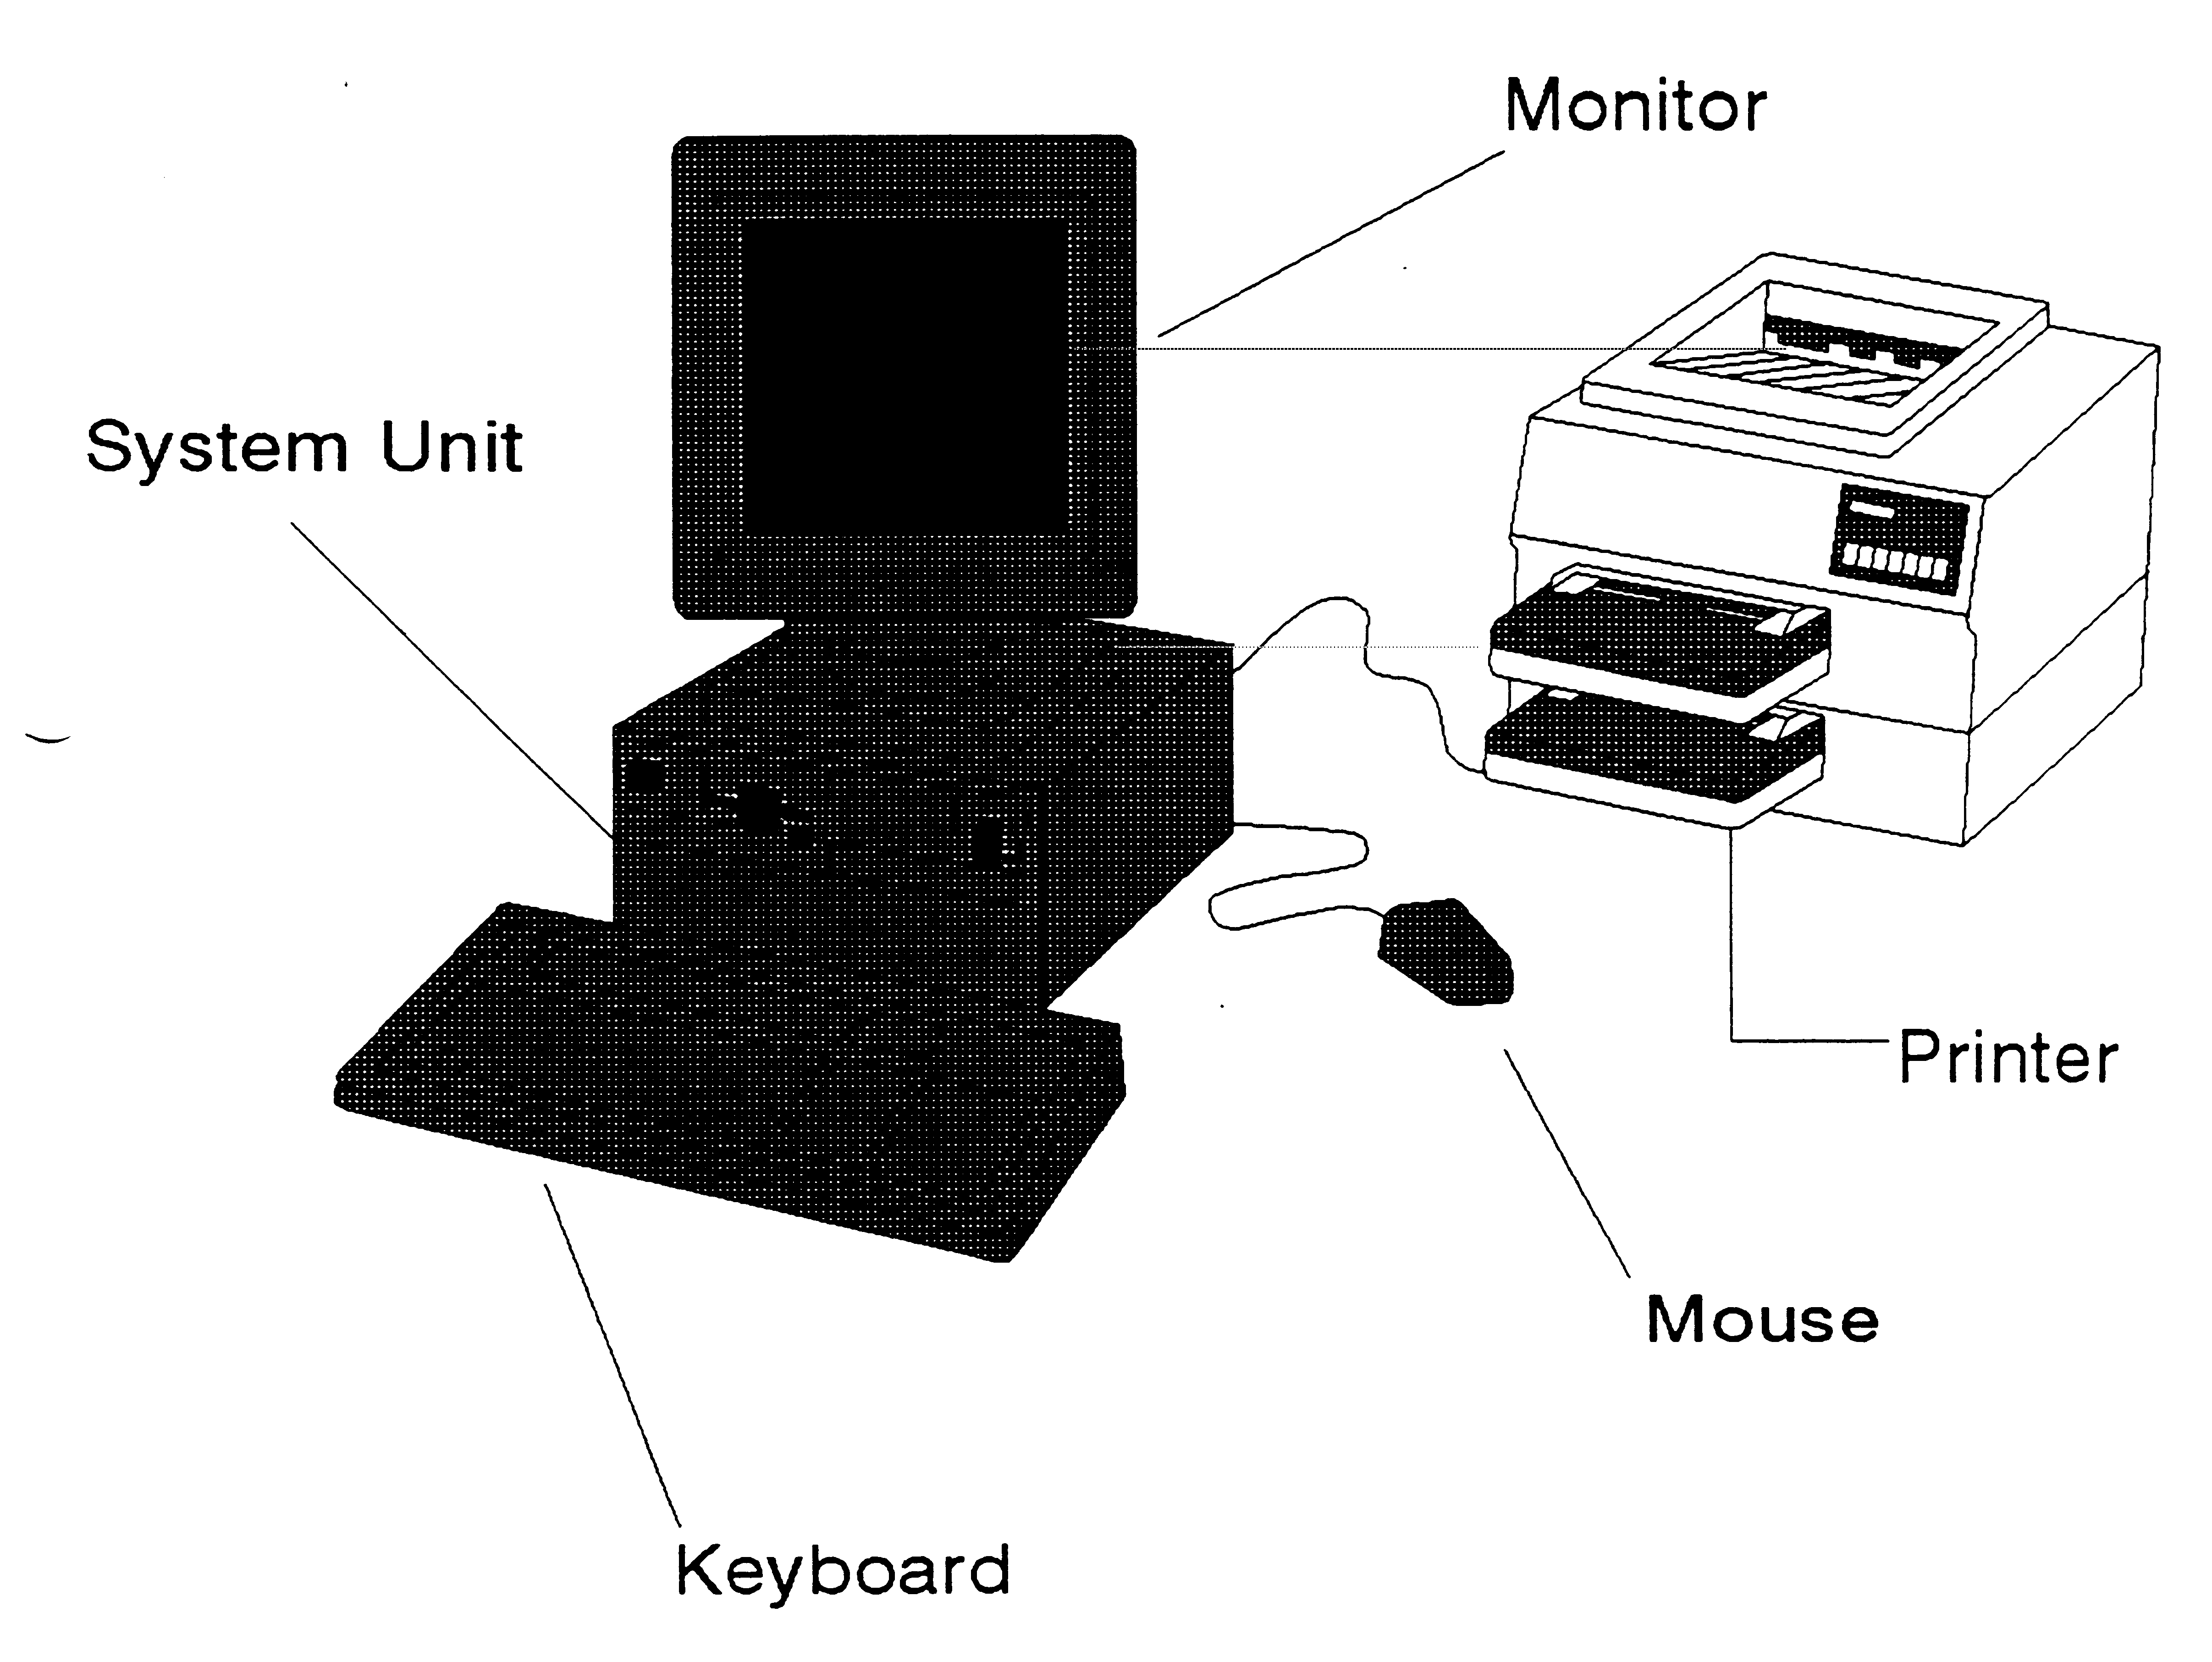 Monitor
System Unit
Printer
Mouse
Keyboard